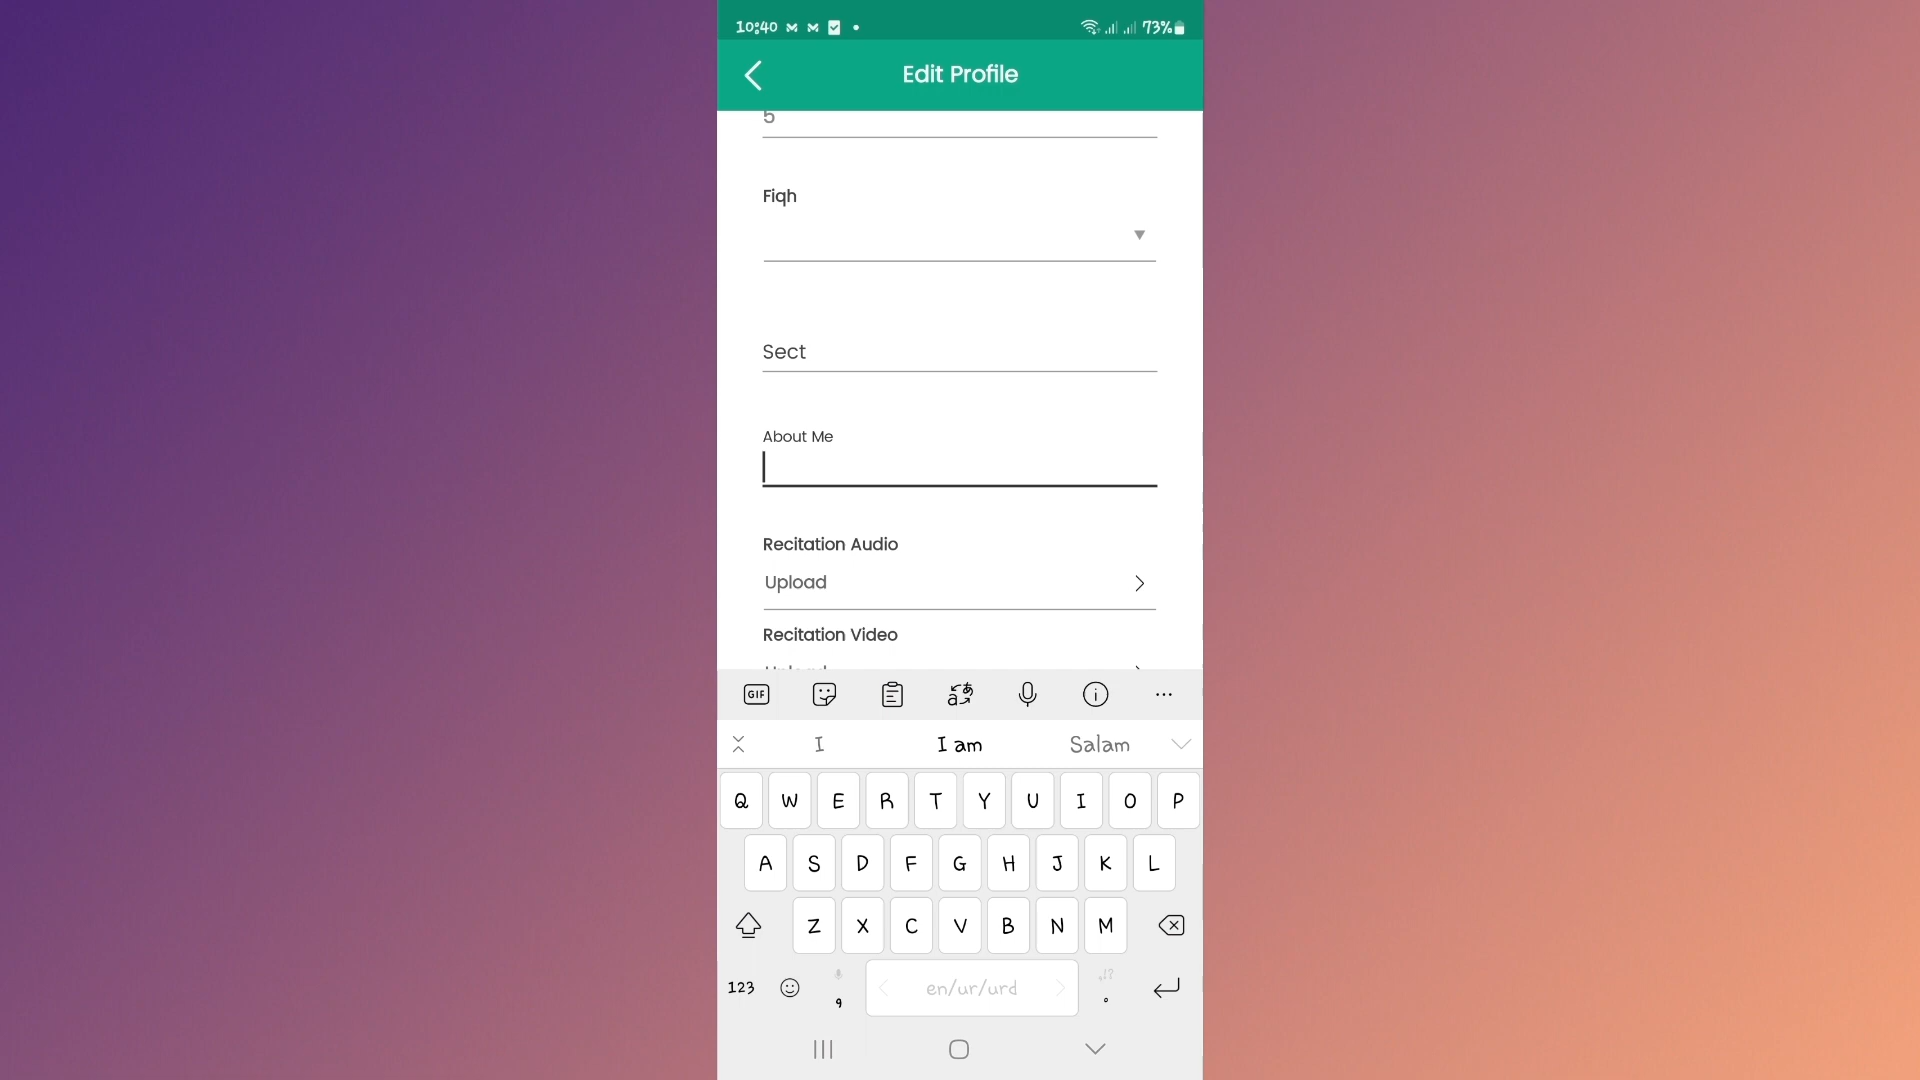 10:40 73%
Edit Profile
5
Fiqh
Sect
About Me
Recitation Audio
Upload
Recitation Video
GIF
I I am Salam
Q W E R T Y U I O P
A S D F G H J K L
Z X C V B N M
123 , en/ur/urd .